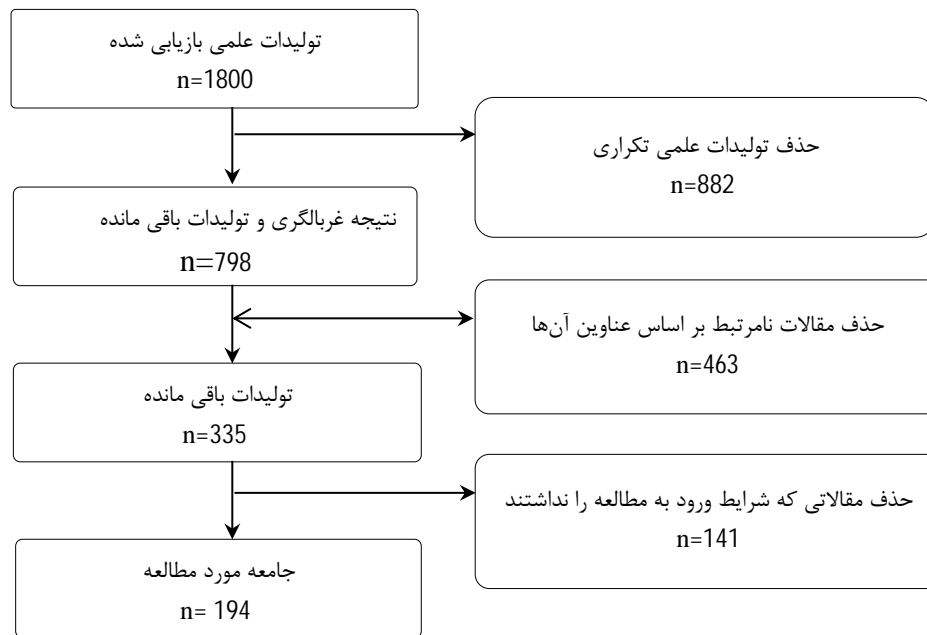 تولیدات علمی بازیابی شده
n=1800
حذف تولیدات علمی تکراری
n=882
نتیجه غربالگری و تولیدات باقی مانده
n=798
حذف مقالات نامرتبط بر اساس عناوین آن‌ها
n=463
تولیدات باقی مانده
n=335
حذف مقالاتی که شرایط ورود به مطالعه را نداشتند
n=141
جامعه مورد مطالعه
n= 194